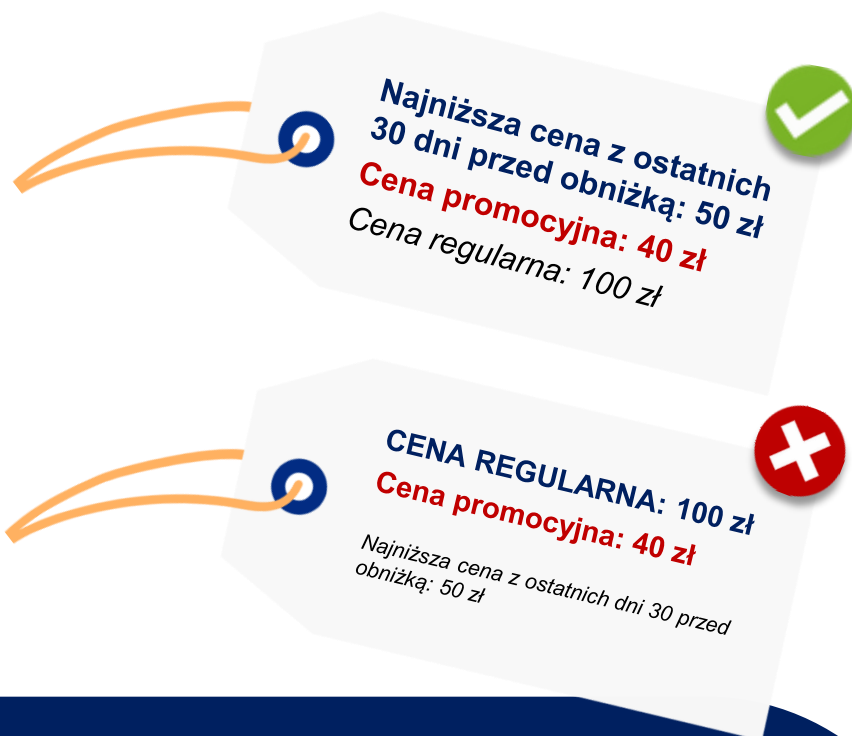 Najniższa cena z ostatnich
30 dni przed obniżką: 50 zł
Cena promocyjna: 40 zł
Cena regularna: 100 zł
CENA REGULARNA: 100 zł
Cena promocyjna: 40 zł
Najniższa cena z ostatnich dni 30 przed
obniżką: 50 zł